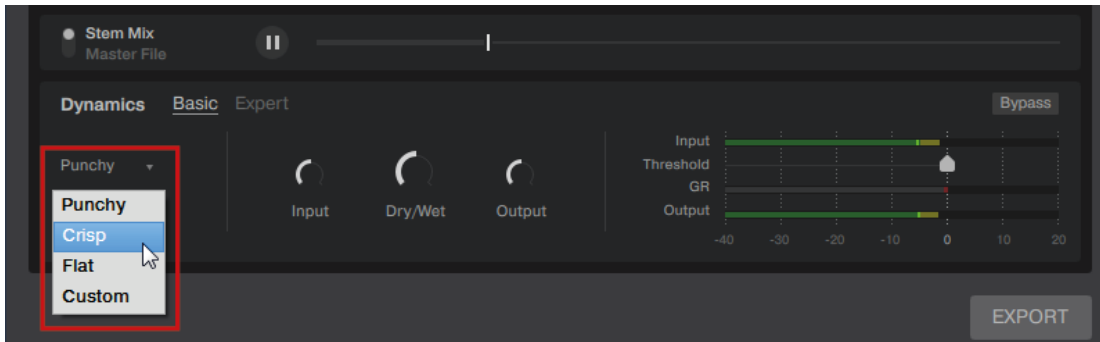 Stem Mix
Master File
Dynamics Basic Expert Bypass
Punchy
Punchy
Crisp
Flat
Custom
Input Dry/Wet Output
Input
Threshold
GR
Output
-40 -30 -20 -10 0 10 20
EXPORT